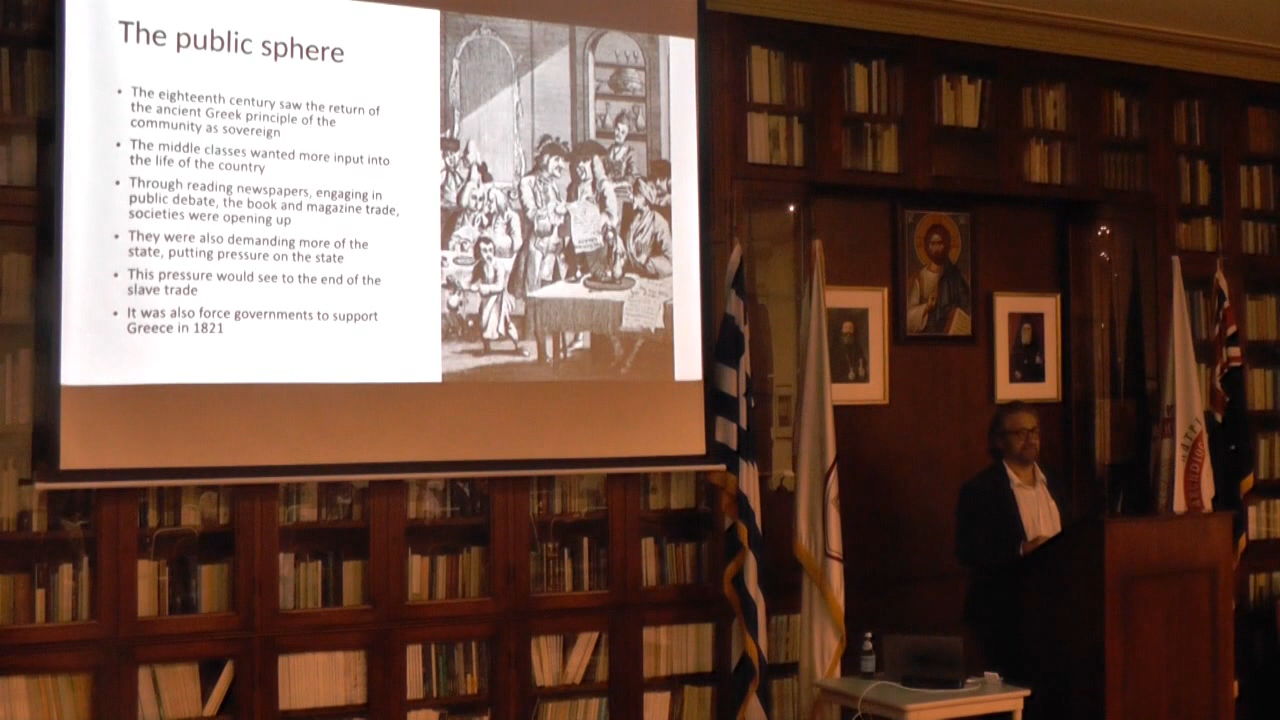 The public sphere
• The eighteenth century saw the return of
the ancient Greek principle of the
community as sovereign
• The middle classes wanted more input into
the life of the country
• Through reading newspapers, engaging in
public debate, the book and magazine trade,
societies were opening up
• They were also demanding more of the
state, putting pressure on the state
• This pressure would see to the end of the
slave trade
• It was also force governments to support
Greece in 1821